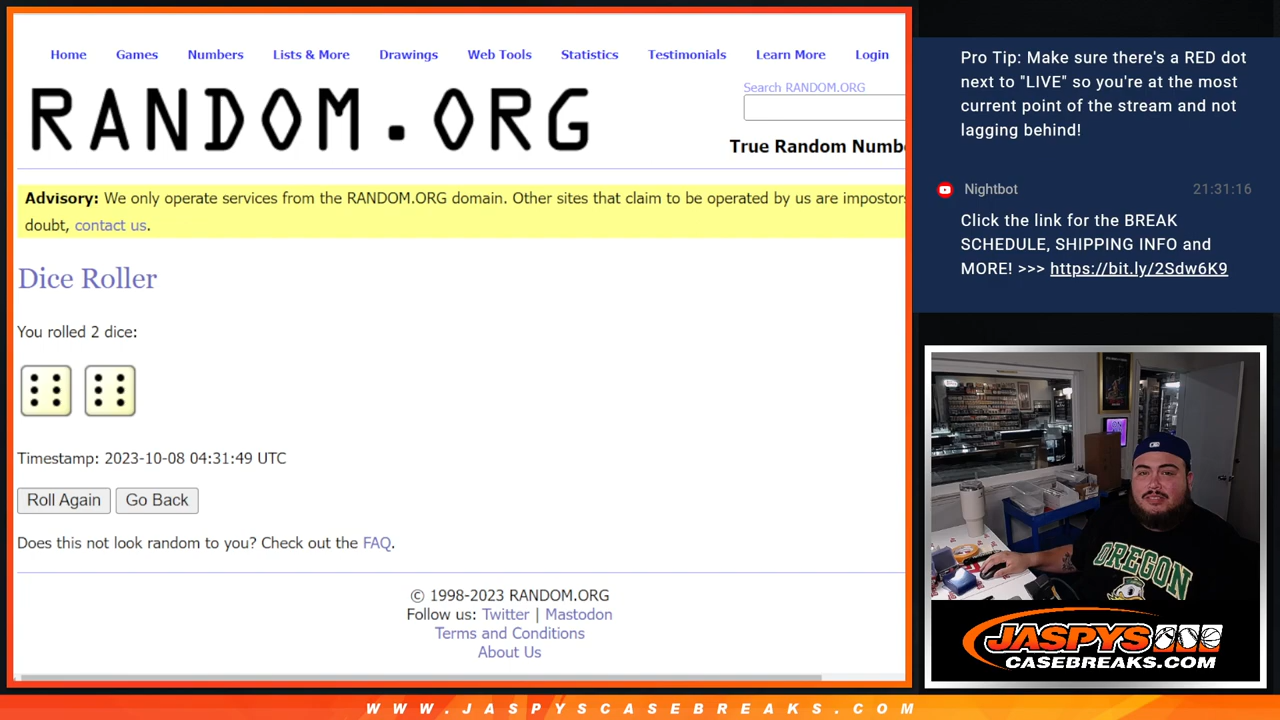 Home Games Numbers Lists & More Drawings Web Tools Statistics Testimonials Learn More Login
RANDOM.ORG
Search RANDOM.ORG
True Random Numbe
Advisory: We only operate services from the RANDOM.ORG domain. Other sites that claim to be operated by us are impostors
doubt, contact us.
Dice Roller
You rolled 2 dice:
Timestamp: 2023-10-08 04:31:49 UTC
Roll Again Go Back
Does this not look random to you? Check out the FAQ.
© 1998-2023 RANDOM.ORG
Follow us: Twitter | Mastodon
Terms and Conditions
About Us
Pro Tip: Make sure there's a RED dot
next to "LIVE" so you're at the most
current point of the stream and not
lagging behind!
Nightbot 21:31:16
Click the link for the BREAK
SCHEDULE, SHIPPING INFO and
MORE! >>> https://bit.ly/2Sdw6K9
OREGON
JASPYS
CASEBREAKS.COM
WWW.JASPYSCASEBREAKS.COM